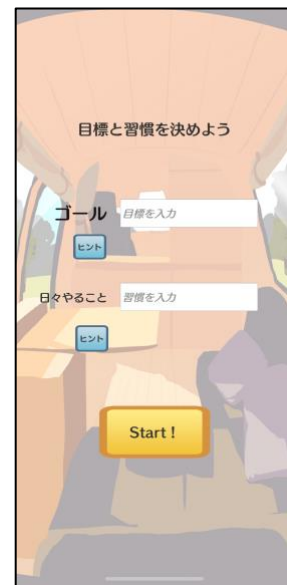 目標と習慣を決めよう
ゴール 目標を入力
ヒント
日々やること 習慣を入力
ヒント
Start !